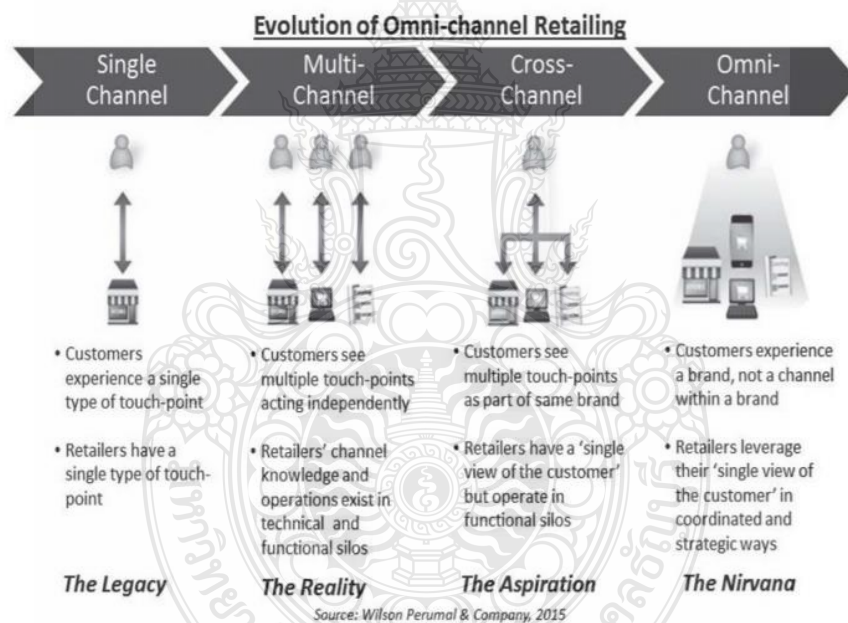 Evolution of Omni-channel Retailing
Single
Channel
Multi-
Channel
Cross-
Channel
Omni-
Channel
• Customers
experience a single
type of touch-point
• Retailers have a
single type of touch-
point
The Legacy
• Customers see
multiple touch-points
acting independently
• Retailers' channel
knowledge and
operations exist in
technical and
functional silos
The Reality
• Customers see
multiple touch-points
as part of same brand
• Retailers have a 'single
view of the customer'
but operate in
functional silos
The Aspiration
• Customers experience
a brand, not a channel
within a brand
• Retailers leverage
their 'single view of
the customer' in
coordinated and
strategic ways
The Nirvana
Source: Wilson Perumal & Company, 2015